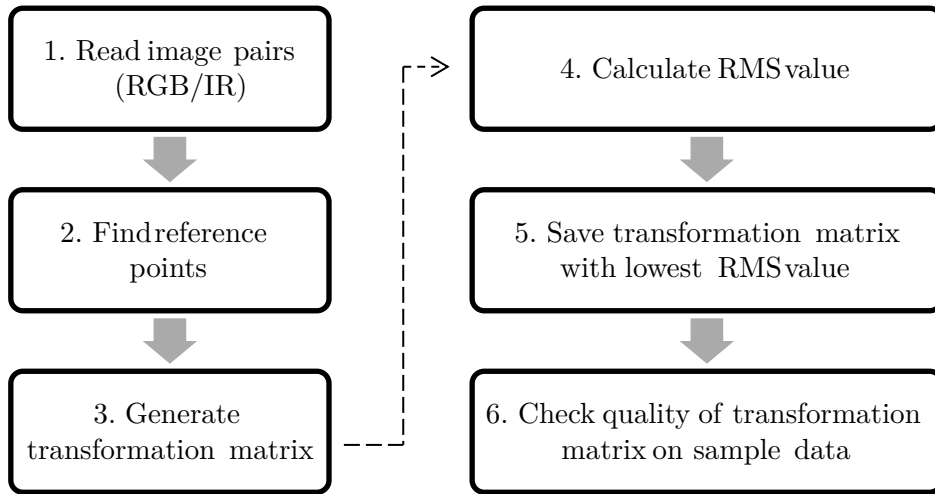 1. Read image pairs
(RGB/IR)
2. Find reference
points
3. Generate
transformation matrix
4. Calculate RMS value
5. Save transformation matrix
with lowest RMS value
6. Check quality of transformation
matrix on sample data